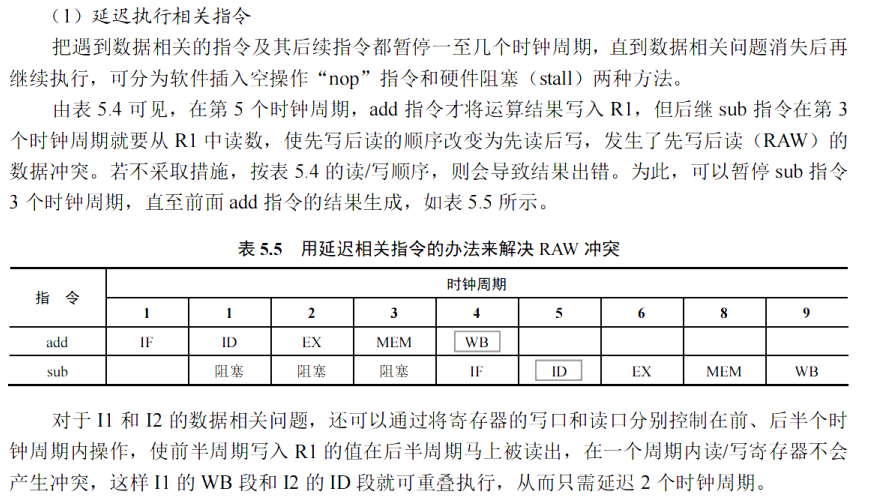 （1）延迟执行相关指令
把遇到数据相关的指令及其后续指令都暂停一至几个时钟周期，直到数据相关问题消失后再
继续执行，可分为软件插入空操作“nop”指令和硬件阻塞（stall）两种方法。
由表 5.4 可见，在第 5 个时钟周期，add 指令才将运算结果写入 R1，但后继 sub 指令在第 3
个时钟周期就要从 R1 中读数，使先写后读的顺序改变为先读后写，发生了先写后读（RAW）的
数据冲突。若不采取措施，按表 5.4 的读/写顺序，则会导致结果出错。为此，可以暂停 sub 指令
3 个时钟周期，直至前面 add 指令的结果生成，如表 5.5 所示。
表 5.5 用延迟相关指令的办法来解决 RAW 冲突
指 令 时钟周期
1 1 2 3 4 5 6 8 9
add IF ID EX MEM WB
sub 阻塞 阻塞 阻塞 IF ID EX MEM WB
对于 I1 和 I2 的数据相关问题，还可以通过将寄存器的写口和读口分别控制在前、后半个时
钟周期内操作，使前半周期写入 R1 的值在后半周期马上被读出，在一个周期内读/写寄存器不会
产生冲突，这样 I1 的 WB 段和 I2 的 ID 段就可重叠执行，从而只需延迟 2 个时钟周期。